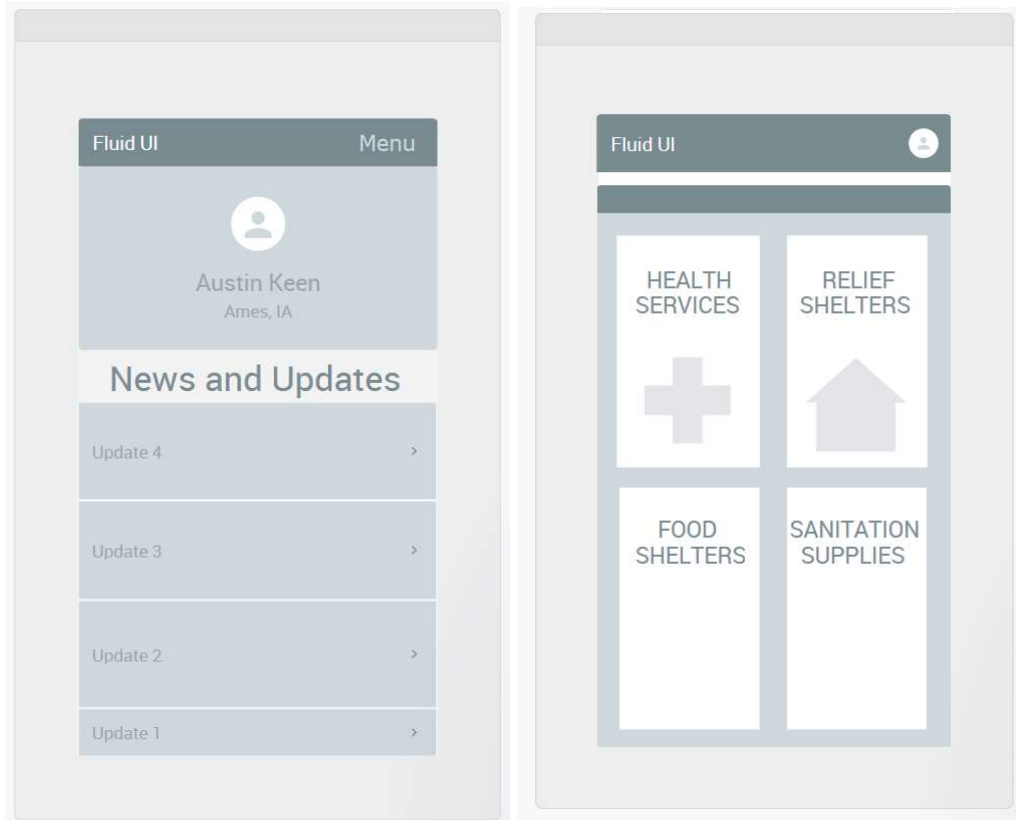 Fluid UI
Menu
Austin Keen
Ames, IA
News and Updates
Update 4
Update 3
Update 2
Update 1
Fluid UI
HEALTH
SERVICES
RELIEF
SHELTERS
FOOD
SHELTERS
SANITATION
SUPPLIES